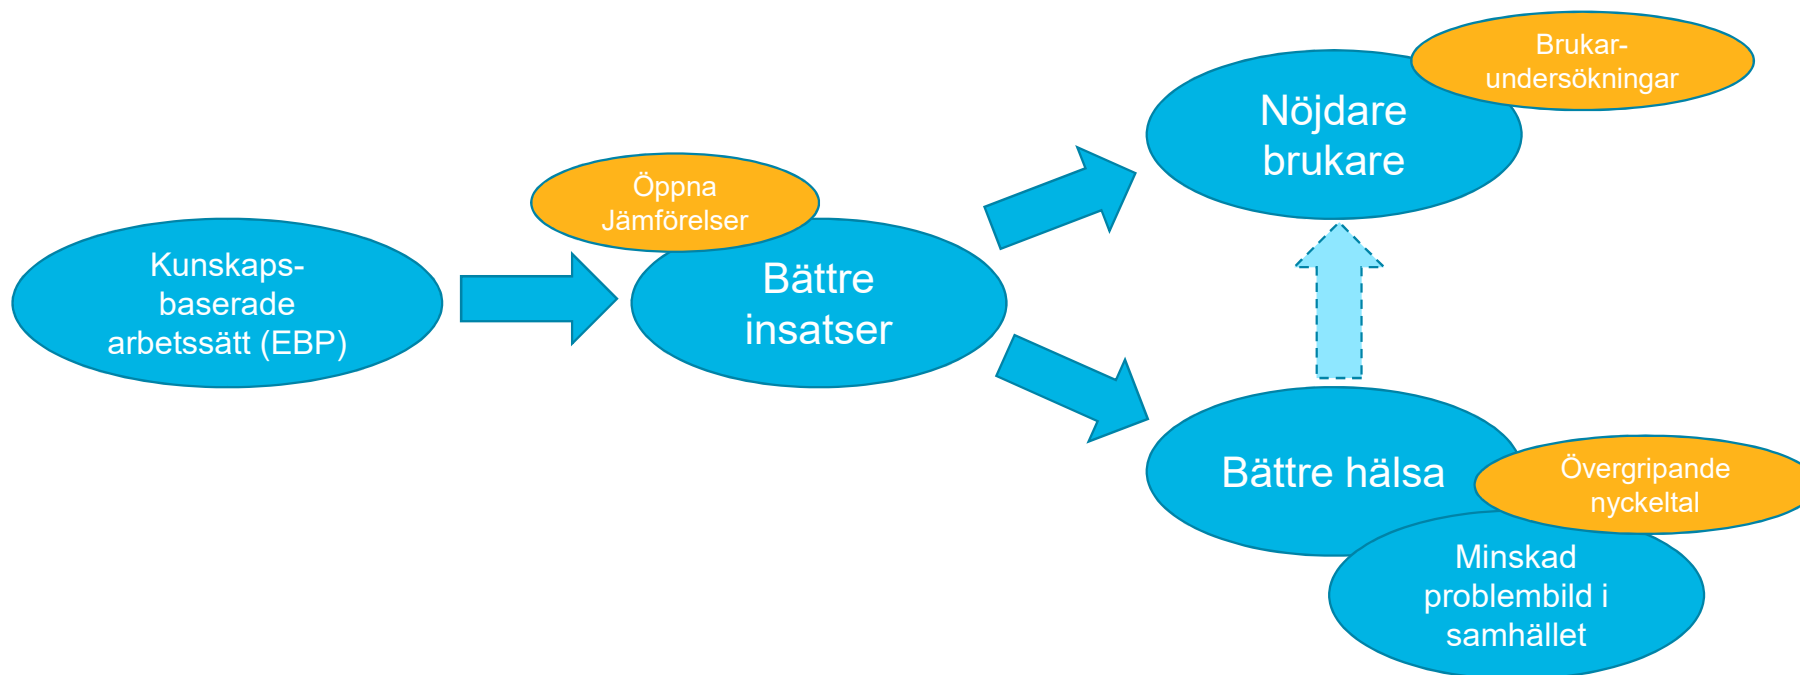 Kunskaps-
baserade
arbetssätt (EBP)
Öppna
Jämförelser
Bättre
insatser
Brukar-
undersökningar
Nöjdare
brukare
Bättre hälsa
Övergripande
nyckeltal
Minskad
problembild i
samhället